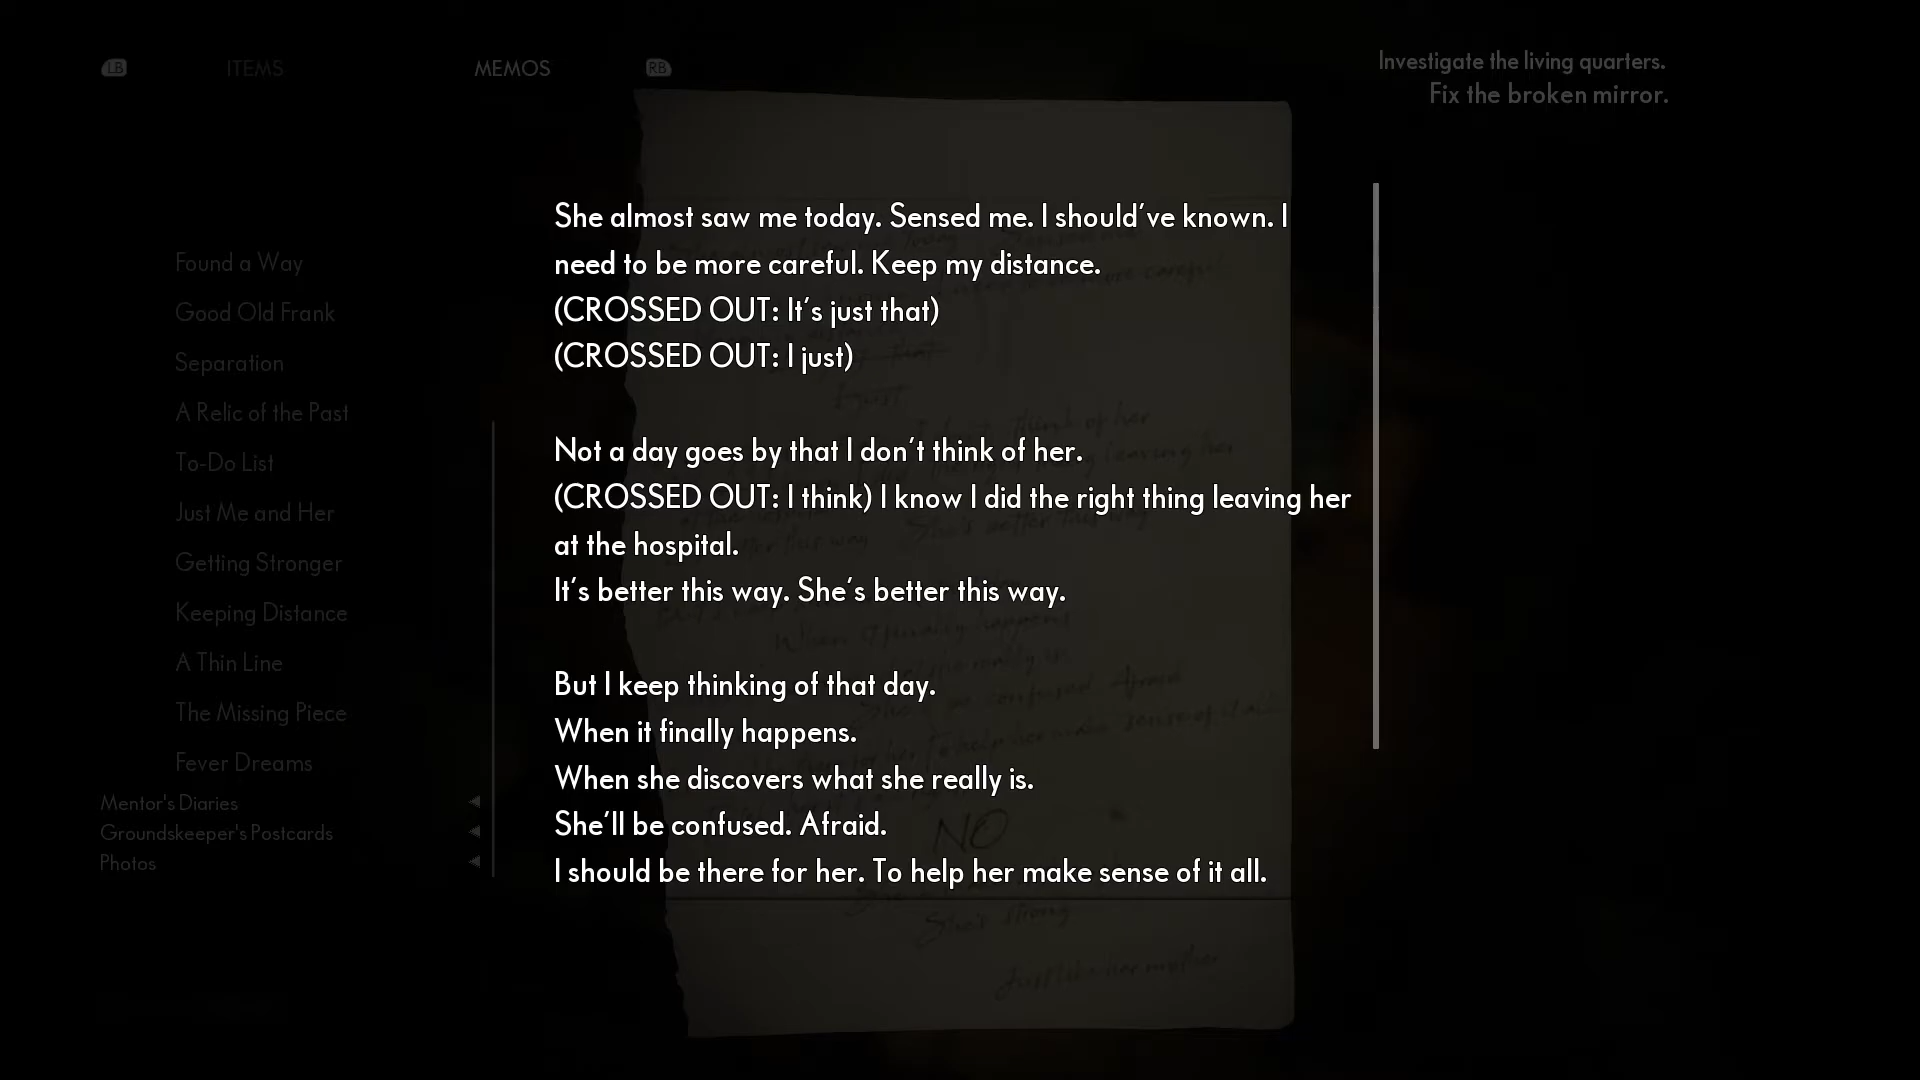 LB
ITEMS
MEMOS
RB
Investigate the living quarters.
Fix the broken mirror.
Found a Way
Good Old Frank
Separation
A Relic of the Past
To-Do List
Just Me and Her
Getting Stronger
Keeping Distance
A Thin Line
The Missing Piece
Fever Dreams
Mentor's Diaries
Groundskeeper's Postcards
Photos
She almost saw me today. Sensed me. I should've known. I
need to be more careful. Keep my distance.
(CROSSED OUT: It's just that)
(CROSSED OUT: I just)
Not a day goes by that I don't think of her.
(CROSSED OUT: I think) I know I did the right thing leaving her
at the hospital.
It's better this way. She's better this way.
But I keep thinking of that day.
When it finally happens.
When she discovers what she really is.
She'll be confused. Afraid.
I should be there for her. To help her make sense of it all.
NO
She's strong
Just like her mother